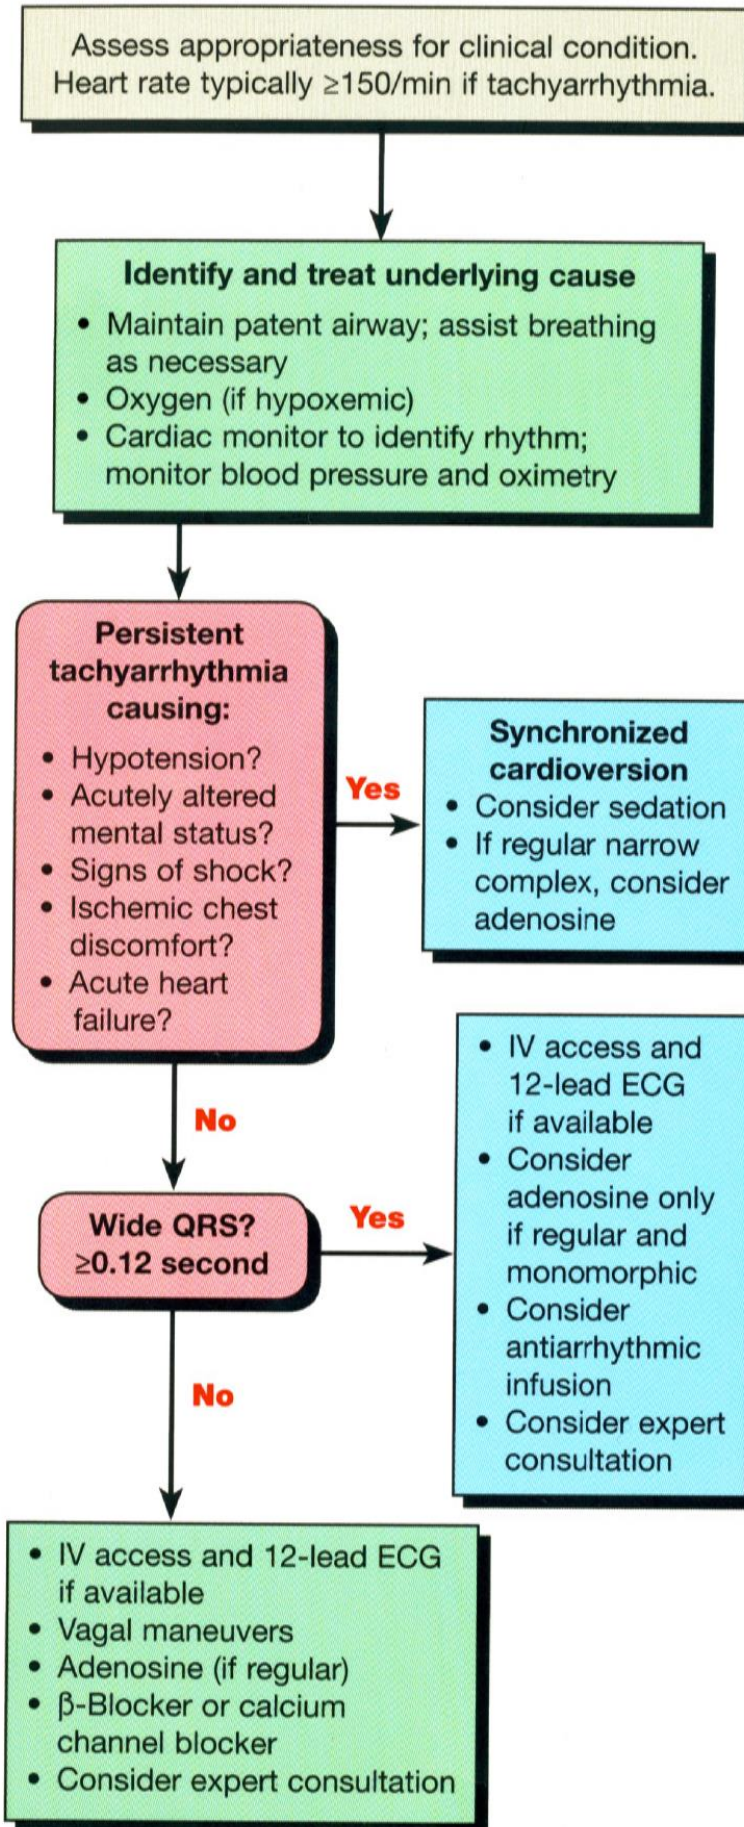 Assess appropriateness for clinical condition.
Heart rate typically ≥150/min if tachyarrhythmia.
Identify and treat underlying cause
• Maintain patent airway; assist breathing
as necessary
• Oxygen (if hypoxemic)
• Cardiac monitor to identify rhythm;
monitor blood pressure and oximetry
Persistent
tachyarrhythmia
causing:
• Hypotension?
• Acutely altered
mental status?
• Signs of shock?
• Ischemic chest
discomfort?
• Acute heart
failure?
Yes
Synchronized
cardioversion
• Consider sedation
• If regular narrow
complex, consider
adenosine
No
Wide QRS?
≥0.12 second
Yes
• IV access and
12-lead ECG
if available
• Consider
adenosine only
if regular and
monomorphic
• Consider
antiarrhythmic
infusion
• Consider expert
consultation
No
• IV access and 12-lead ECG
if available
• Vagal maneuvers
• Adenosine (if regular)
• β-Blocker or calcium
channel blocker
• Consider expert consultation